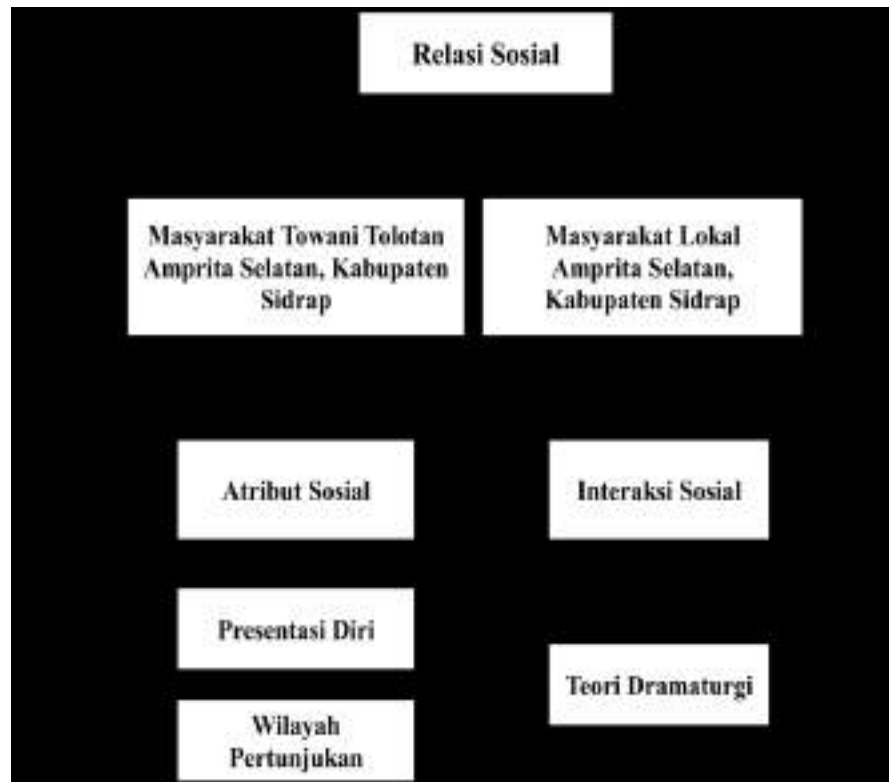 Relasi Sosial
Masyarakat Towani Tolotan
Amprita Selatan, Kabupaten
Sidrap
Masyarakat Lokal
Amprita Selatan,
Kabupaten Sidrap
Atribut Sosial
Interaksi Sosial
Presentasi Diri
Teori Dramaturgi
Wilayah
Pertunjukan